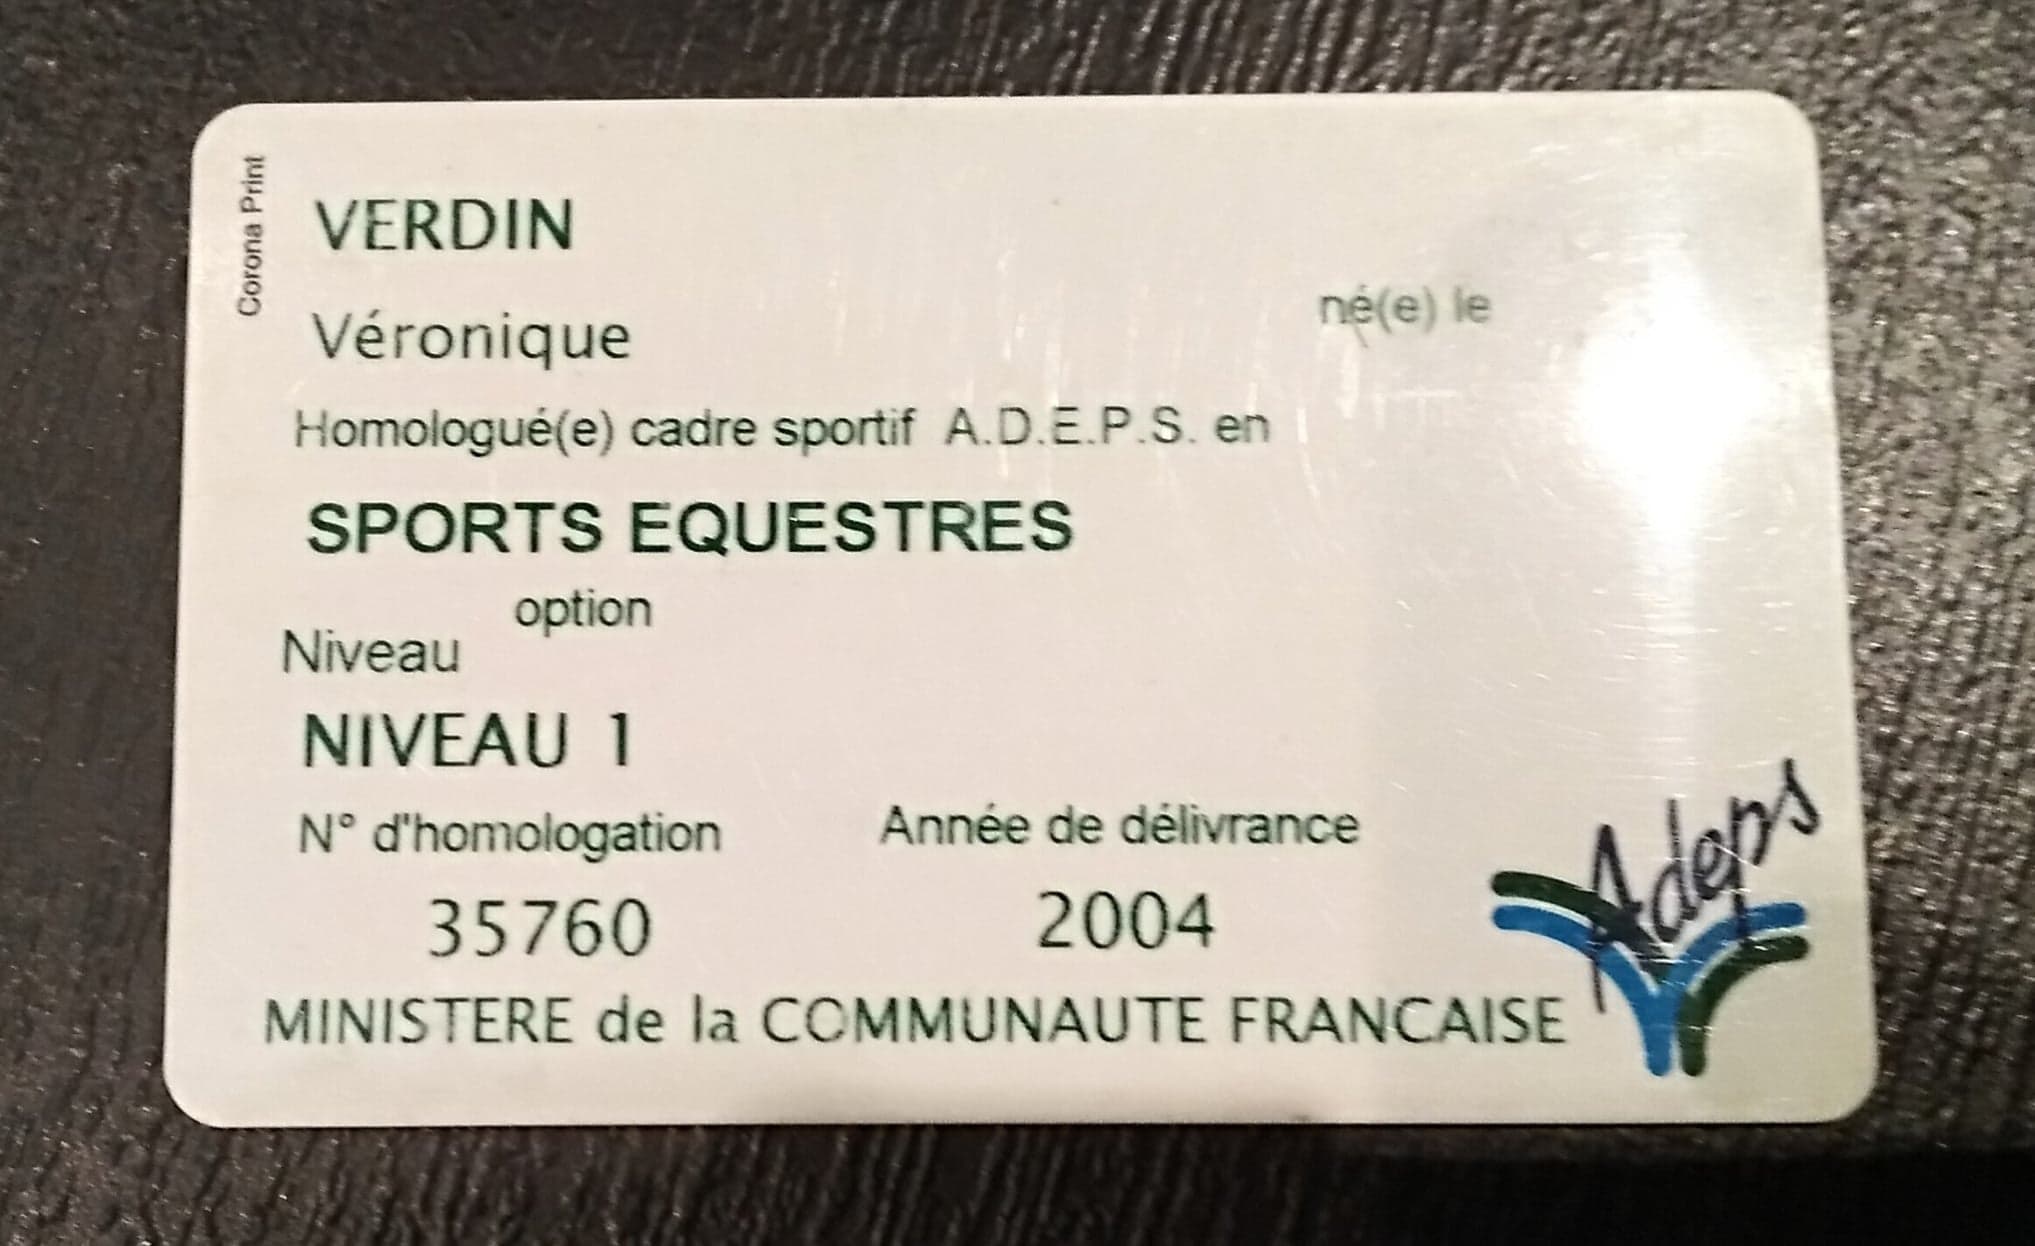 Corona Print
VERDIN
Véronique
né(e) le
Homologué(e) cadre sportif A.D.E.P.S. en
SPORTS EQUESTRES
option
Niveau
NIVEAU 1
N° d'homologation
Année de délivrance
35760
2004
Adeps
MINISTERE de la COMMUNAUTE FRANCAISE